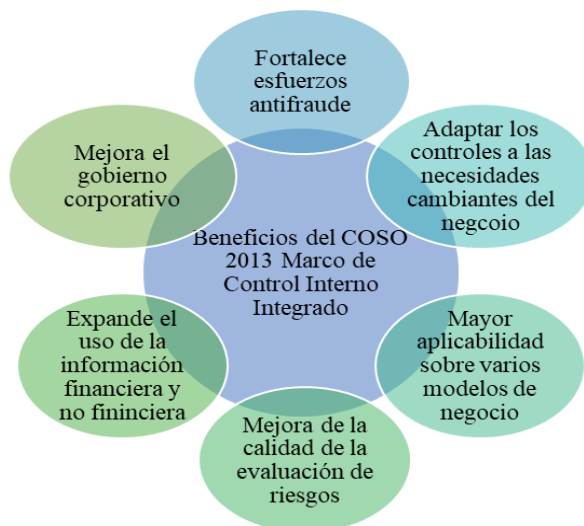 Fortalece
esfuerzos
antifraude
Adaptar los
controles a las
necesidades
cambiantes del
negcoio
Mayor
aplicabilidad
sobre varios
modelos de
negocio
Mejora de la
calidad de la
evaluación de
riesgos
Expande el
uso de la
información
financiera y
no fininciera
Mejora el
gobierno
corporativo
Beneficios del COSO
2013 Marco de
Control Interno
Integrado